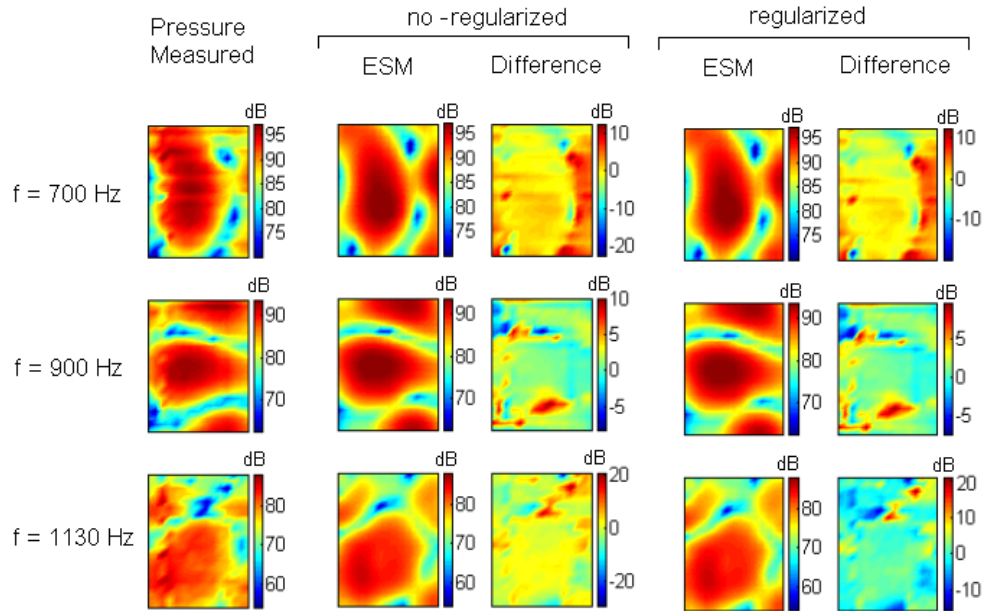 no -regularized
regularized
Pressure
Measured
ESM
Difference
ESM
Difference
f = 700 Hz
dB
95
90
85
80
75
dB
95
90
85
80
75
dB
10
0
-10
-20
dB
95
90
85
80
75
dB
10
0
-10
f = 900 Hz
dB
90
80
70
dB
90
80
70
dB
10
5
0
-5
dB
90
80
70
dB
5
0
-5
f = 1130 Hz
dB
80
70
60
dB
80
70
60
dB
20
0
-20
dB
80
70
60
dB
20
10
0
-10